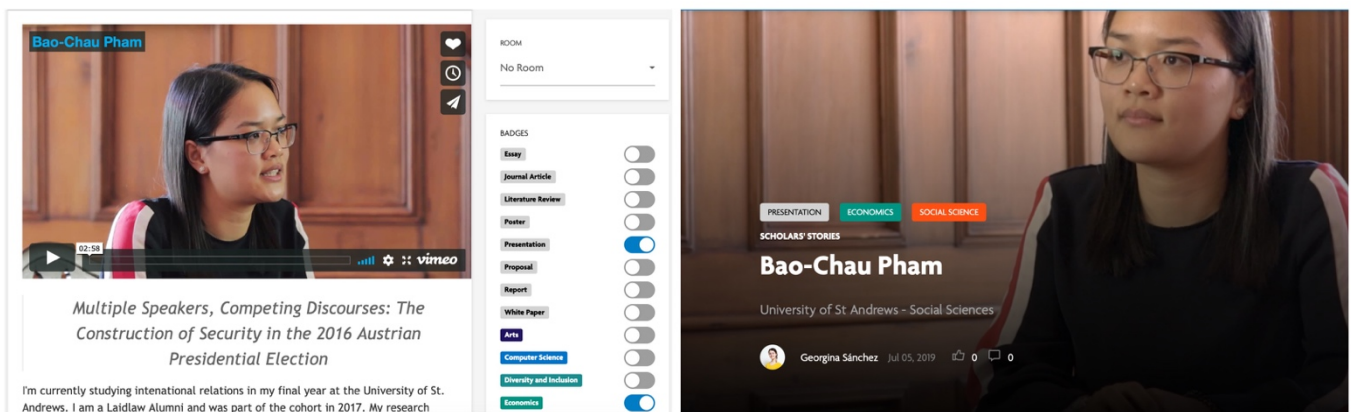 Bao-Chau Pham
02:58
vimeo
Multiple Speakers, Competing Discourses: The
Construction of Security in the 2016 Austrian
Presidential Election
I'm currently studying intenational relations in my final year at the University of St.
Andrews. I am a Laidlaw Alumni and was part of the cohort in 2017. My research
ROOM
No Room
BADGES
Essay
Journal Article
Literature Review
Poster
Presentation
Proposal
Report
White Paper
Arts
Computer Science
Diversity and Inclusion
Economics
PRESENTATION ECONOMICS SOCIAL SCIENCE
SCHOLARS' STORIES
Bao-Chau Pham
University of St Andrews - Social Sciences
Georgina Sánchez Jul 05, 2019 0 0